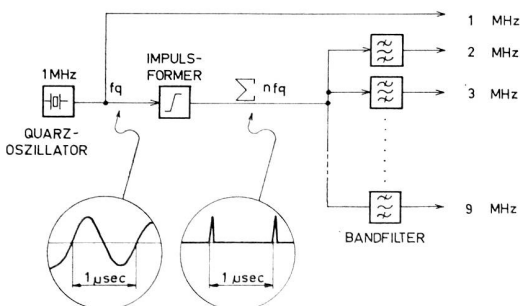 1 MHz
IMPULS-
FORMER
2 MHz
1MHz
fq
∑ nfq
3 MHz
QUARZ-
OSZILLATOR
9 MHz
BANDFILTER
1 µsec
1 µsec